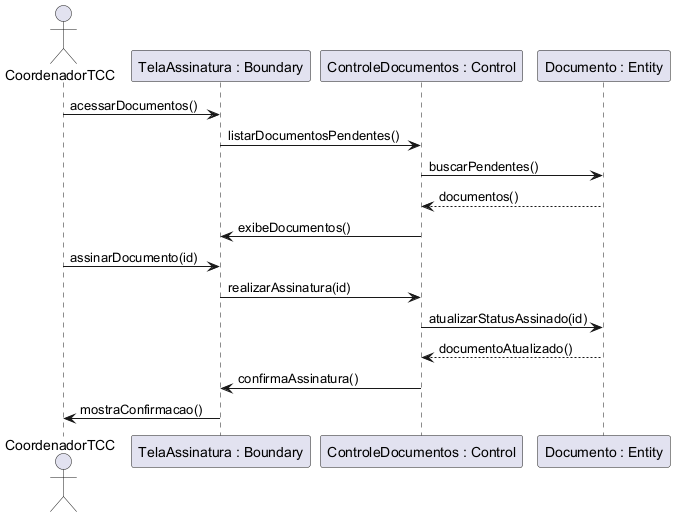 CoordenadorTCC
TelaAssinatura : Boundary
ControleDocumentos : Control
Documento : Entity
acessarDocumentos()
listarDocumentosPendentes()
buscarPendentes()
documentos()
exibeDocumentos()
assinarDocumento(id)
realizarAssinatura(id)
atualizarStatusAssinado(id)
documentoAtualizado()
confirmaAssinatura()
mostraConfirmacao()
CoordenadorTCC
TelaAssinatura : Boundary
ControleDocumentos : Control
Documento : Entity